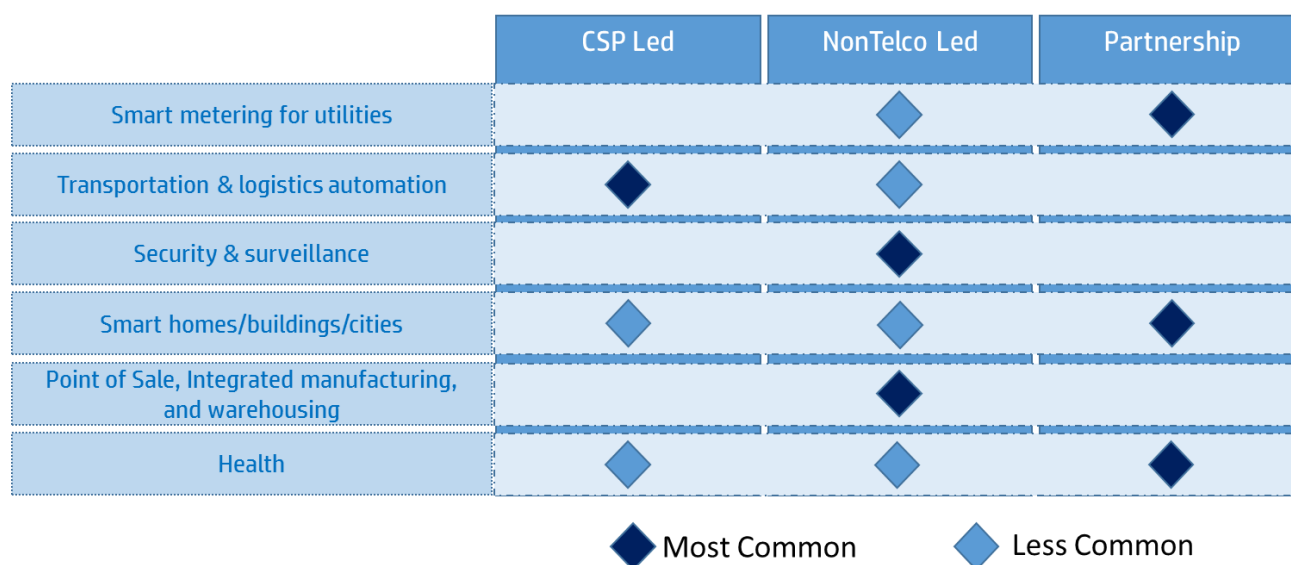 CSP Led
NonTelco Led
Partnership
Smart metering for utilities
Transportation & logistics automation
Security & surveillance
Smart homes/buildings/cities
Point of Sale, Integrated manufacturing,
and warehousing
Health
Most Common
Less Common